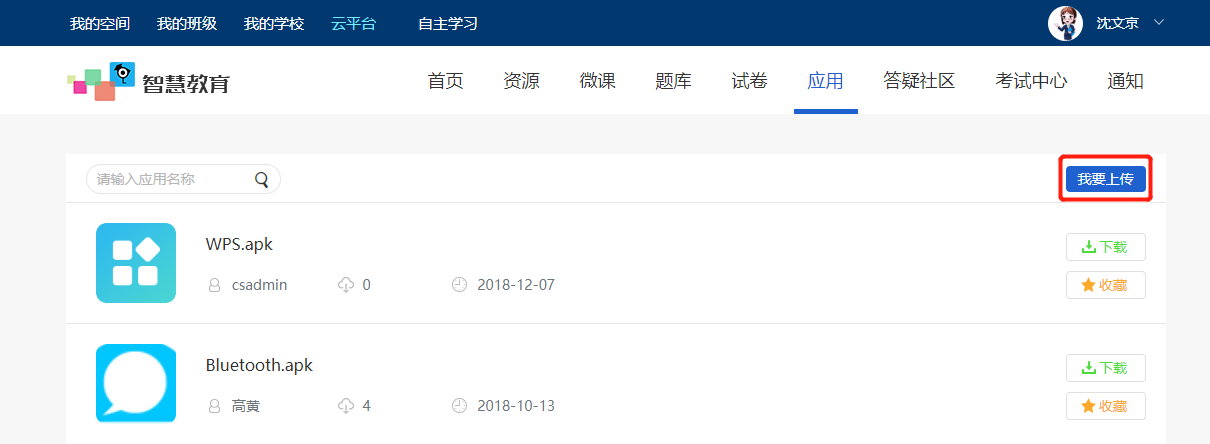 我的空间 我的班级 我的学校 云平台 自主学习 沈文京
智慧教育 首页 资源 微课 题库 试卷 应用 答疑社区 考试中心 通知
请输入应用名称 我要上传
WPS.apk
下载
csadmin 0 2018-12-07
收藏
Bluetooth.apk
下载
高黄 4 2018-10-13
收藏